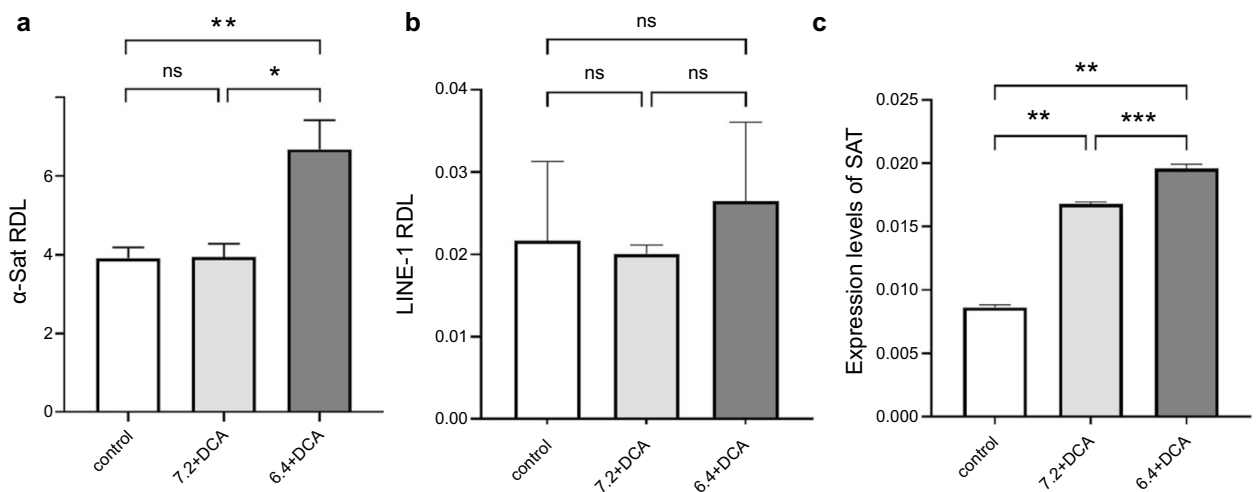 a
**
ns
*
α-Sat RDL
6
4
2
0
control
7.2+DCA
6.4+DCA
b
ns
ns
ns
LINE-1 RDL
0.04
0.03
0.02
0.01
0.00
control
7.2+DCA
6.4+DCA
c
**
**
***
Expression levels of SAT
0.025
0.020
0.015
0.010
0.005
0.000
control
7.2+DCA
6.4+DCA